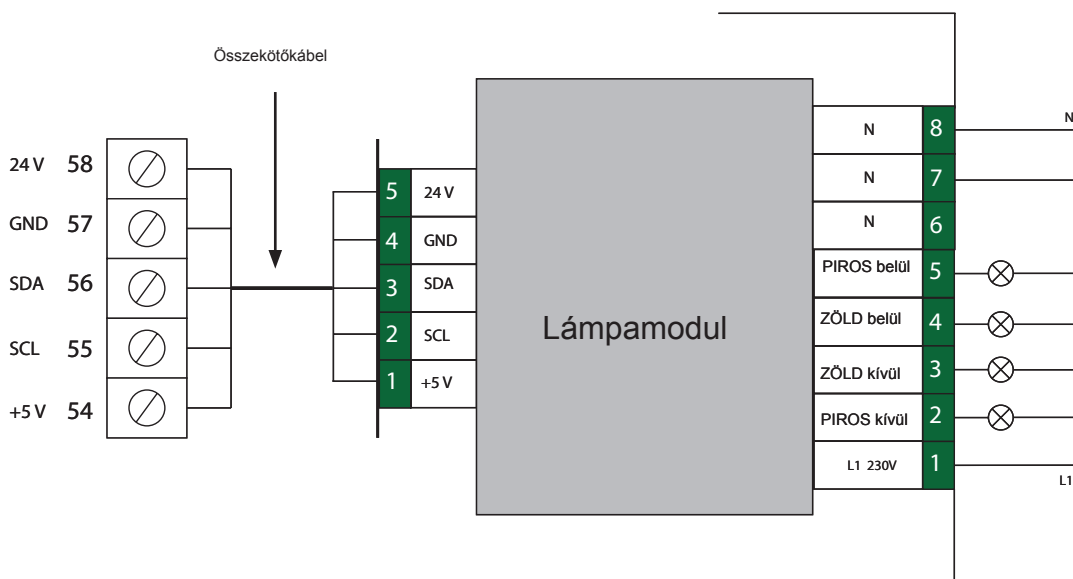 Összekötőkábel
24 V 58
GND 57
SDA 56
SCL 55
+5 V 54
5 24 V
4 GND
3 SDA
2 SCL
1 +5 V
Lámpamodul
N 8 N
N 7
N 6
PIROS belül 5
ZÖLD belül 4
ZÖLD kívül 3
PIROS kívül 2
L1 230V 1 L1